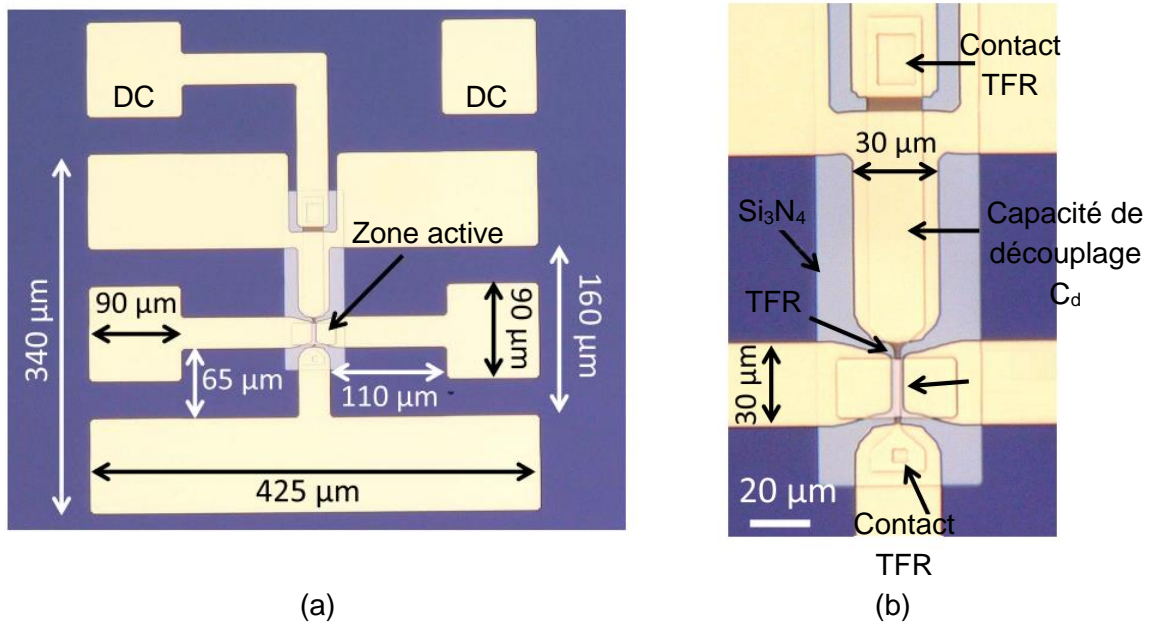 DC
DC
Zone active
340 µm
90 µm
90 µm
160 µm
65 µm
110 µm
425 µm
(a)
Contact
TFR
30 µm
Si₃N₄
Capacité de
découplage
C_d
TFR
30 µm
20 µm
Contact
TFR
(b)